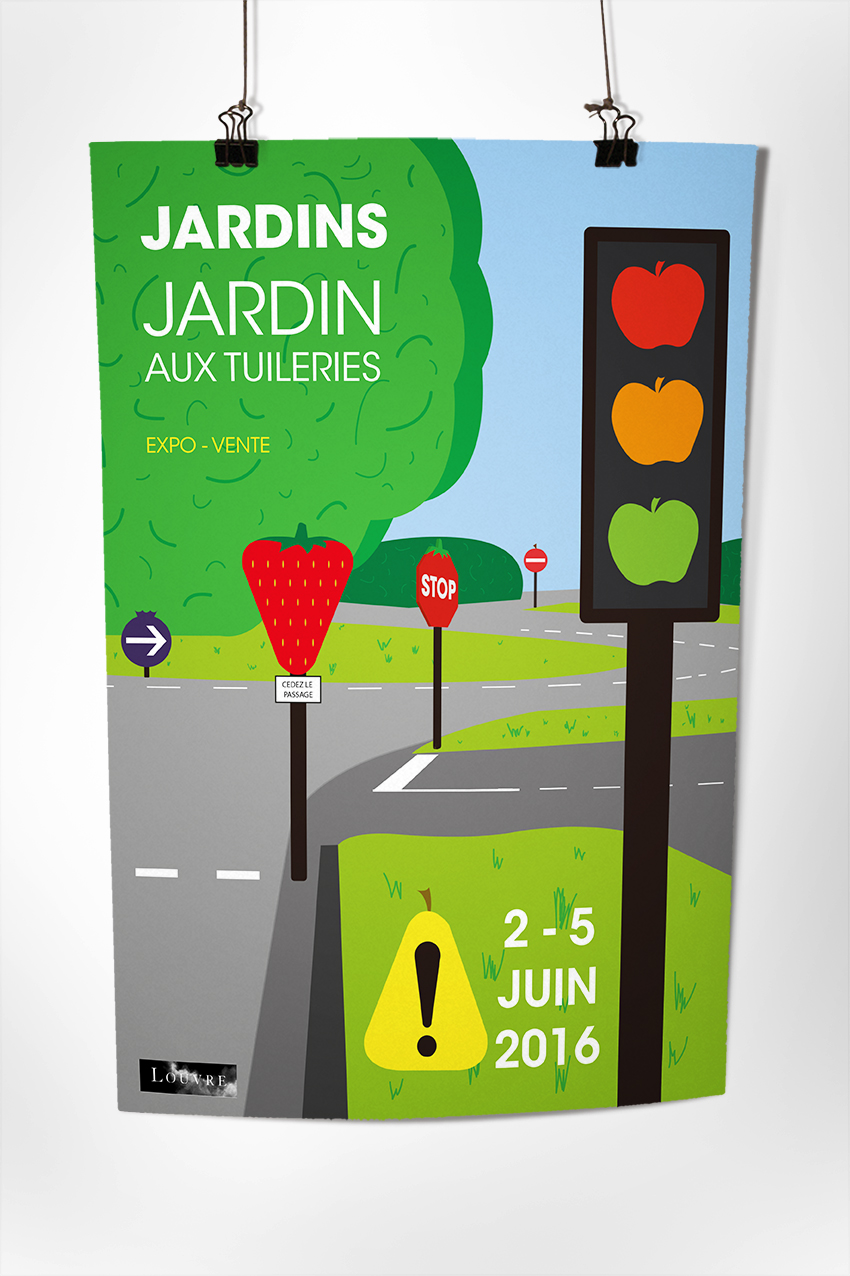 JARDINS
JARDIN
AUX TUILERIES
EXPO - VENTE
STOP
CEDEZ LE
PASSAGE
2 - 5
JUIN
2016
LOUVRE